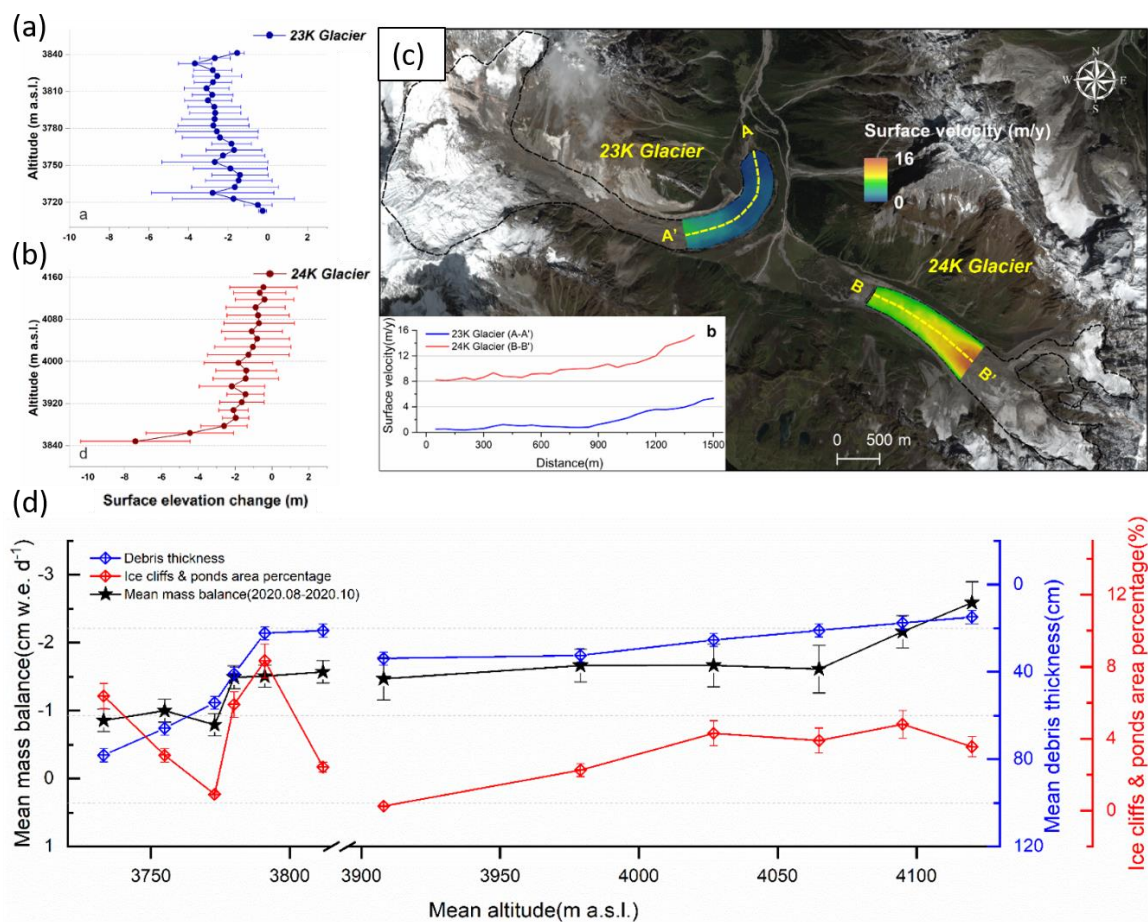 (a)
23K Glacier
3840
3810
3780
3750
3720
Altitude (m a.s.l.)
a
-10 -8 -6 -4 -2 0 2
(b)
24K Glacier
4160
4080
4000
3920
3840
Altitude (m a.s.l.)
d
-10 -8 -6 -4 -2 0 2
Surface elevation change (m)
(c)
N
W E
S
23K Glacier
A
A'
Surface velocity (m/y)
16
0
24K Glacier
B
B'
0 500 m
23K Glacier (A-A')
24K Glacier (B-B')
b
Surface velocity(m/y)
16
12
8
4
0
0 300 600 900 1200 1500
Distance(m)
(d)
Debris thickness
Ice cliffs & ponds area percentage
Mean mass balance(2020.08-2020.10)
Mean mass balance(cm w.e. d-1)
-3
-2
-1
0
1
3750 3800 3900 3950 4000 4050 4100
Mean altitude(m a.s.l.)
0
40
80
120
Mean debris thickness(cm)
12
8
4
0
Ice cliffs & ponds area percentage(%)